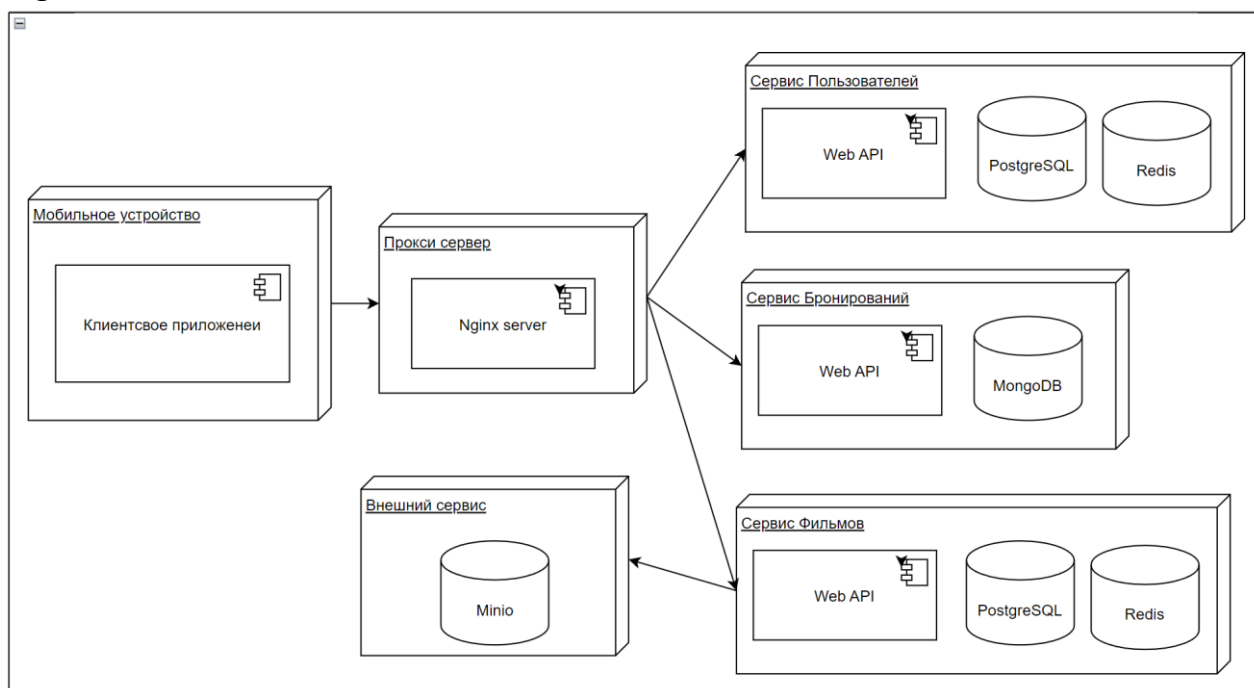 Мобильное устройство
Клиентсвое приложенеи
Прокси сервер
Nginx server
Сервис Пользователей
Web API
PostgreSQL
Redis
Сервис Бронирований
Web API
MongoDB
Внешний сервис
Minio
Сервис Фильмов
Web API
PostgreSQL
Redis